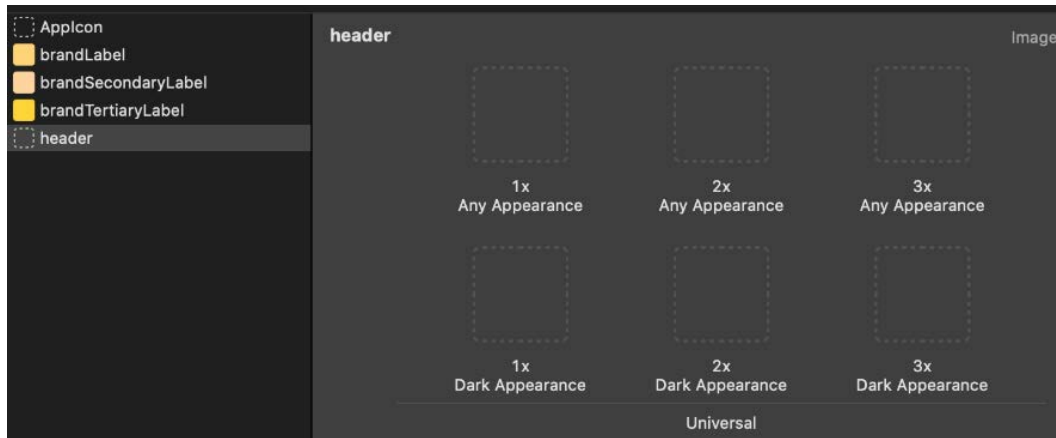 AppIcon
brandLabel
brandSecondaryLabel
brandTertiaryLabel
header
header
Image
1x
Any Appearance
2x
Any Appearance
3x
Any Appearance
1x
Dark Appearance
2x
Dark Appearance
3x
Dark Appearance
Universal